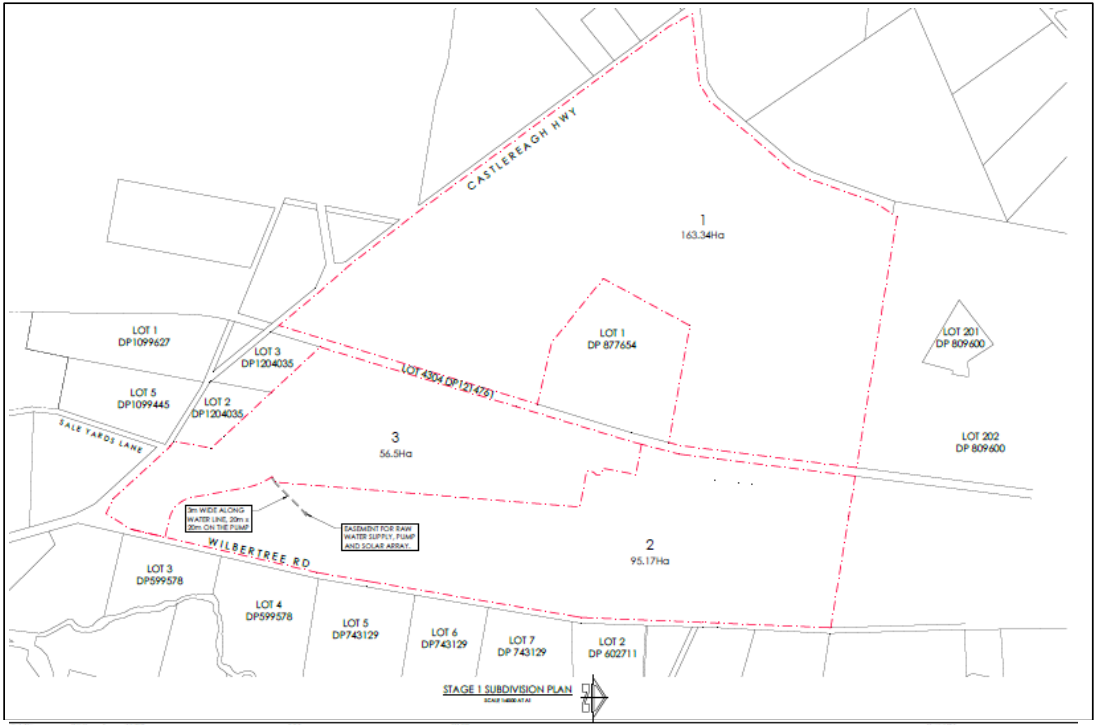 CASTLEREAGH HWY
1
163.34Ha
LOT 1
DP 877654
LOT 201
DP 809600
LOT 1
DP1099627
LOT 3
DP1204035
LOT 4304 DP1214761
LOT 5
DP1099445
LOT 2
DP1204035
SALE YARDS LANE
3
56.5Ha
LOT 202
DP 809600
3m WIDE ALONG
WATER LINE, 20m x
20m ON THE PUMP
EASEMENT FOR RAW
WATER SUPPLY, PUMP
AND SOLAR ARRAY.
WILBERTREE RD
2
95.17Ha
LOT 3
DP599578
LOT 4
DP599578
LOT 5
DP743129
LOT 6
DP743129
LOT 7
DP 743129
LOT 2
DP 602711
STAGE 1 SUBDIVISION PLAN